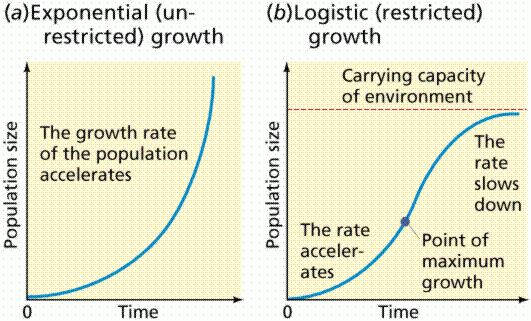 (a)Exponential (un-
restricted) growth
Population size
The growth rate
of the population
accelerates
0
Time
(b)Logistic (restricted)
growth
Population size
Carrying capacity
of environment
The
rate
slows
down
The rate
acceler-
ates
Point of
maximum
growth
0
Time